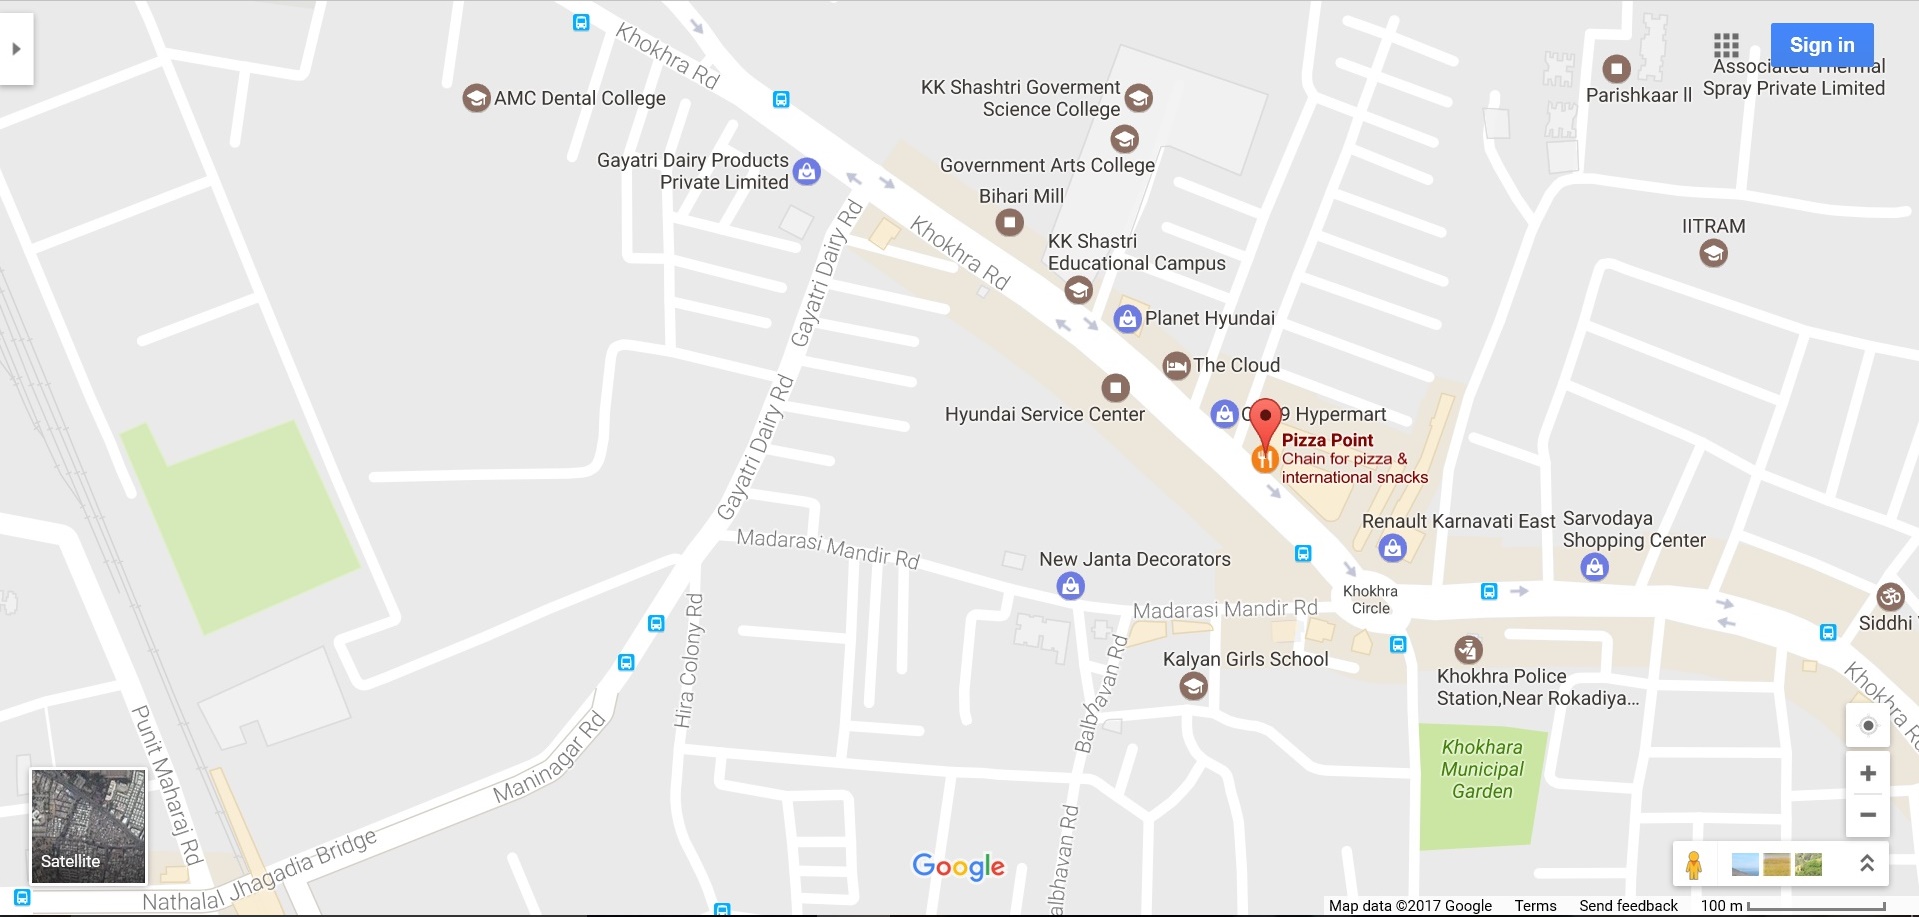 Khokhra Rd
Sign in
Associated Thermal
Spray Private Limited
Parishkaar ll
AMC Dental College
KK Shashtri Goverment
Science College
Government Arts College
Gayatri Dairy Products
Private Limited
Bihari Mill
Khokhra Rd
Gayatri Dairy Rd
KK Shastri
Educational Campus
IITRAM
Planet Hyundai
The Cloud
Hyundai Service Center
9 Hypermart
Pizza Point
Chain for pizza &
international snacks
Gayatri Dairy Rd
Madarasi Mandir Rd
Renault Karnavati East
Sarvodaya
Shopping Center
New Janta Decorators
Khokhra
Circle
Madarasi Mandir Rd
Siddhi
Hira Colony Rd
Balbhavan Rd
Kalyan Girls School
Khokhra Police
Station,Near Rokadiya...
Khokhra Rd
Punit Maharaj Rd
Maninagar Rd
Khokhara
Municipal
Garden
Satellite
Nathalal Jhagadia Bridge
Google
albhavan Rd
Map data ©2017 Google Terms Send feedback 100 m